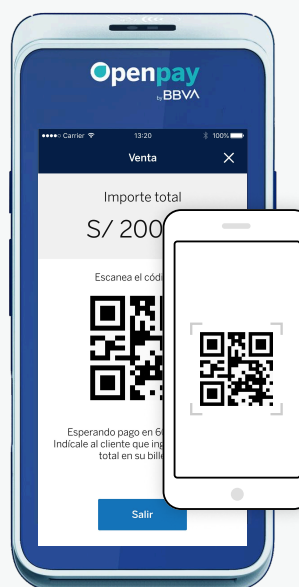 Openpay
by BBVA
Carrier 13:20 100%
Venta
Importe total
S/ 200
Escanea el códi
Esperando pago en 6
Indícale al cliente que ing
total en su bille
Salir